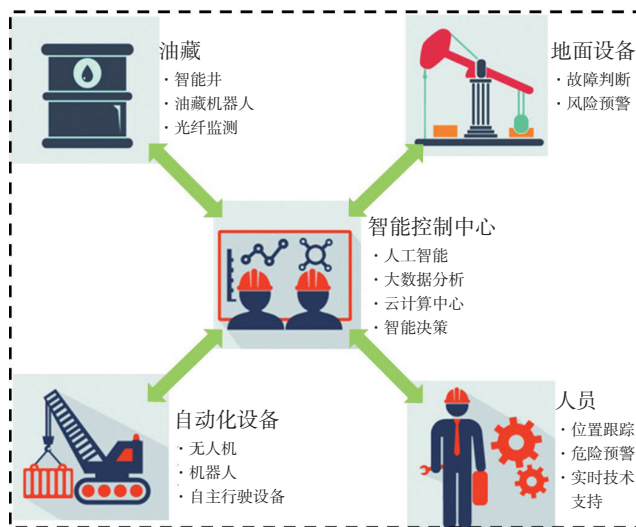 油藏
· 智能井
· 油藏机器人
· 光纤监测
地面设备
· 故障判断
· 风险预警
智能控制中心
· 人工智能
· 大数据分析
· 云计算中心
· 智能决策
自动化设备
· 无人机
· 机器人
· 自主行驶设备
人员
· 位置跟踪
· 危险预警
· 实时技术
支持